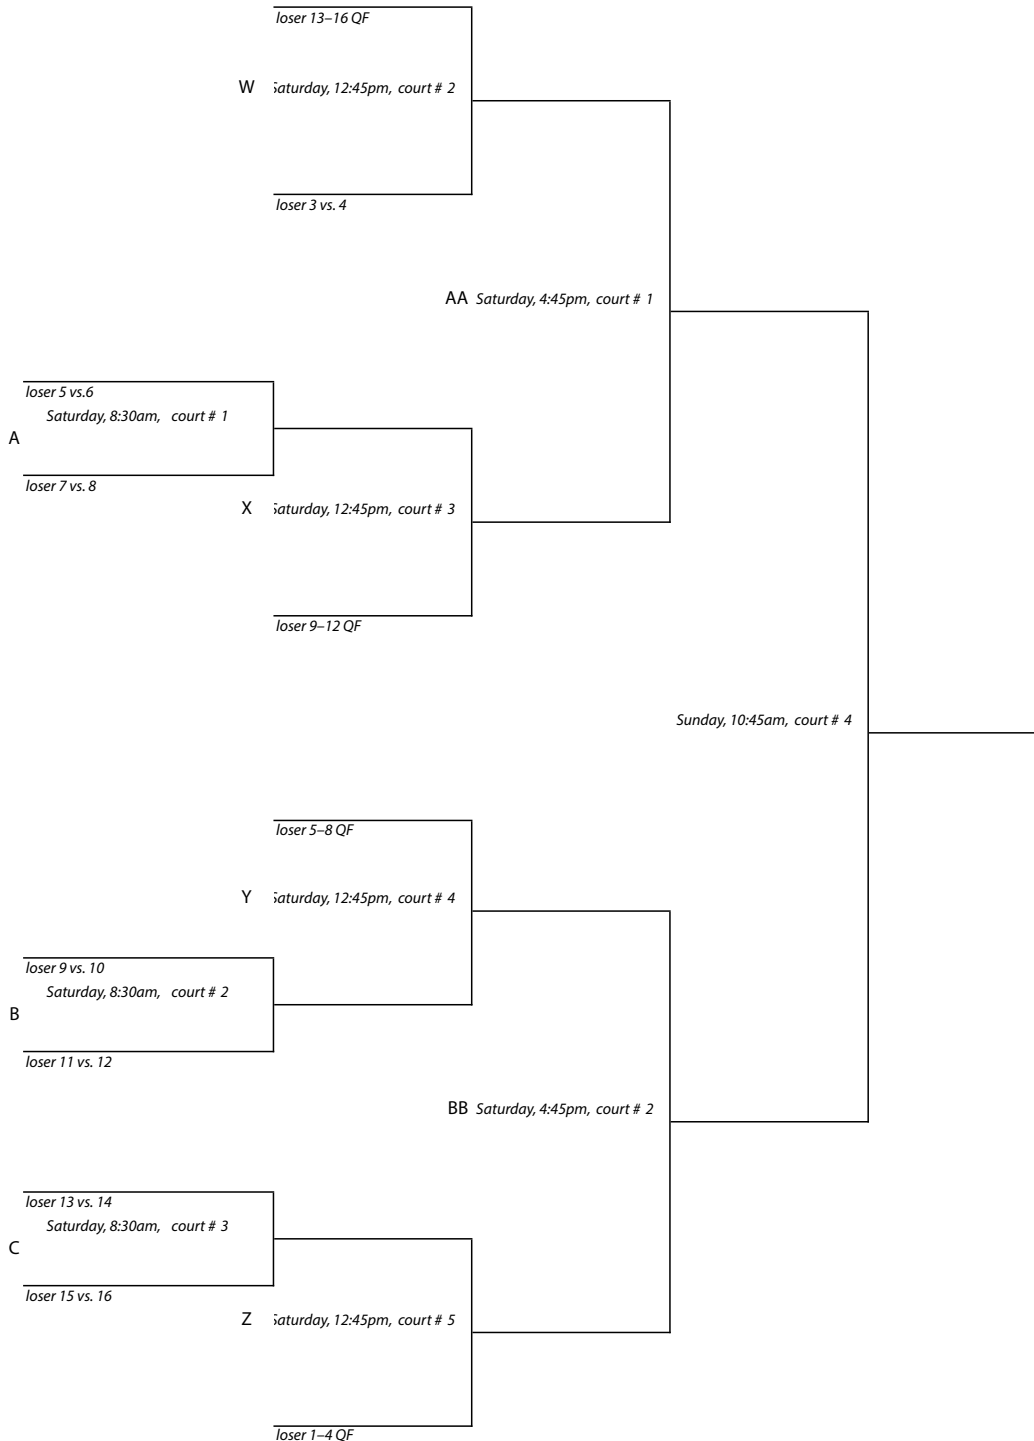 loser 13–16 QF
W Saturday, 12:45pm, court # 2
loser 3 vs. 4
AA Saturday, 4:45pm, court # 1
loser 5 vs.6
Saturday, 8:30am, court # 1
A
loser 7 vs. 8
X Saturday, 12:45pm, court # 3
loser 9–12 QF
Sunday, 10:45am, court # 4
loser 5–8 QF
Y Saturday, 12:45pm, court # 4
loser 9 vs. 10
Saturday, 8:30am, court # 2
B
loser 11 vs. 12
BB Saturday, 4:45pm, court # 2
loser 13 vs. 14
Saturday, 8:30am, court # 3
C
loser 15 vs. 16
Z Saturday, 12:45pm, court # 5
loser 1–4 QF